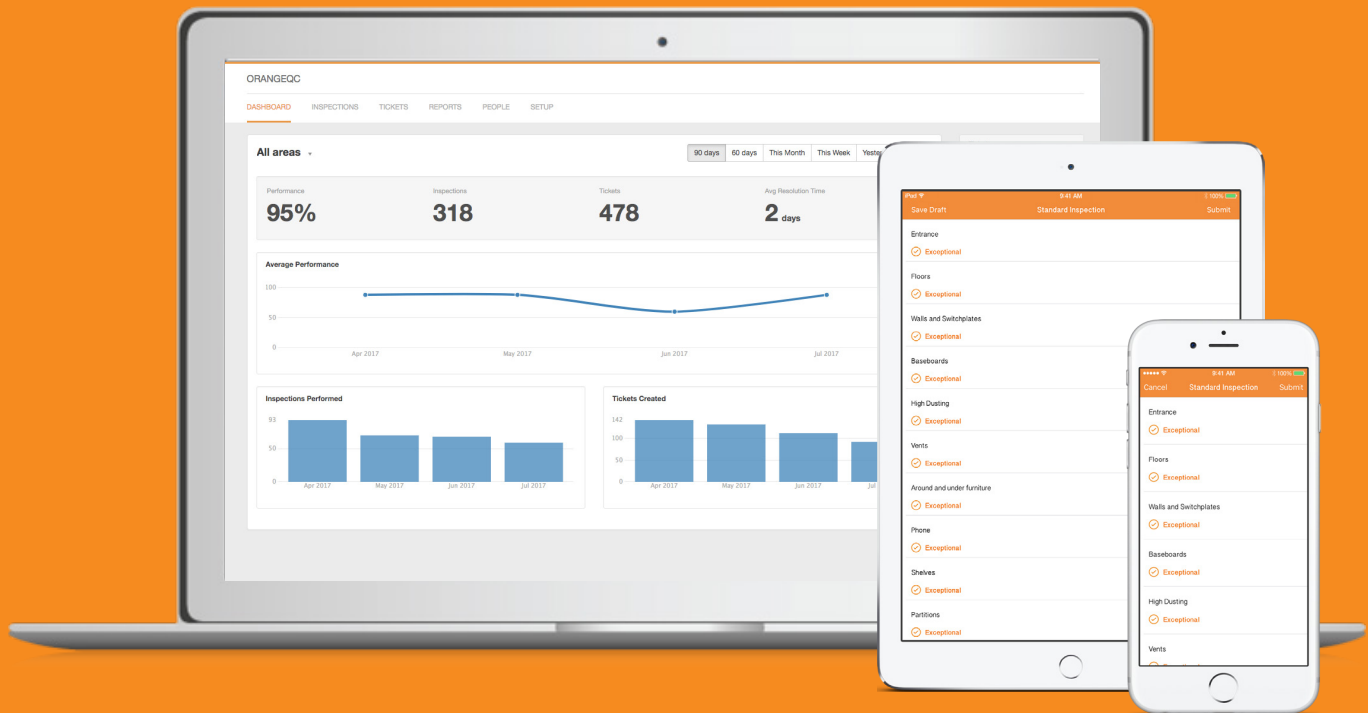 ORANGEQC
DASHBOARD INSPECTIONS TICKETS REPORTS PEOPLE SETUP
All areas
90 days 60 days This Month This Week
Performance Inspections Tickets Avg Resolution Time
95% 318 478 2 days
Average Performance
100
50
0
Apr 2017 May 2017 Jun 2017 Jul 2017
Inspections Performed
93
50
0
Apr 2017 May 2017 Jun 2017 Jul 2017
Tickets Created
142
100
50
0
Apr 2017 May 2017 Jun 2017 Jul
iPad 9:41 AM 100%
Save Draft Standard Inspection Submit
Entrance
Exceptional
Floors
Exceptional
Walls and Switchplates
Exceptional
Baseboards
Exceptional
High Dusting
Exceptional
Vents
Exceptional
Around and under furniture
Exceptional
Phone
Exceptional
Shelves
Exceptional
Partitions
Exceptional
9:41 AM 100%
Cancel Standard Inspection Submit
Entrance
Exceptional
Floors
Exceptional
Walls and Switchplates
Exceptional
Baseboards
Exceptional
High Dusting
Exceptional
Vents